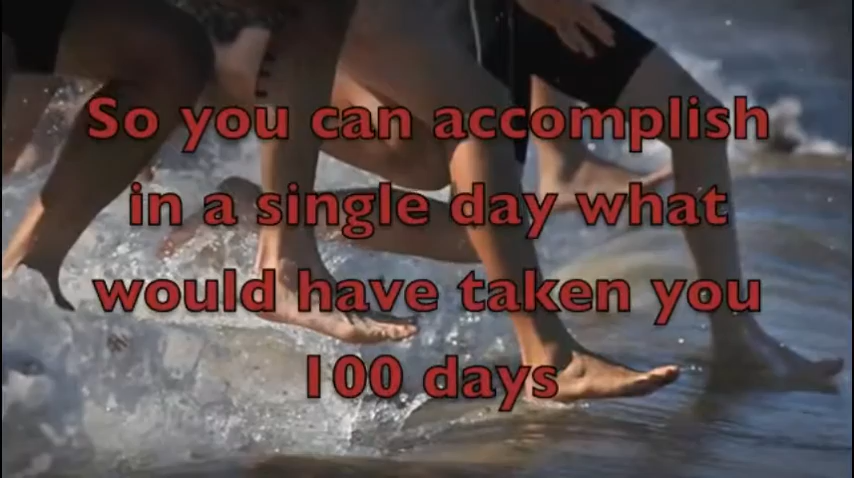 So you can accomplish
in a single day what
would have taken you
100 days